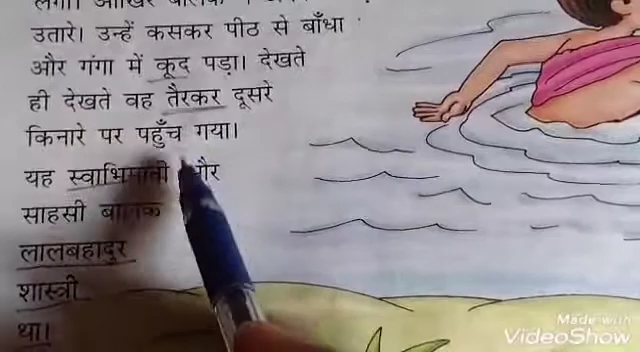 उतारे। उन्हें कसकर पीठ से बाँधा
और गंगा में कूद पड़ा। देखते
ही देखते वह तैरकर दूसरे
किनारे पर पहुँच गया।
यह स्वाभिमानी और
साहसी बालक
लालबहादुर
शास्त्री
था।
Made with
VideoShow